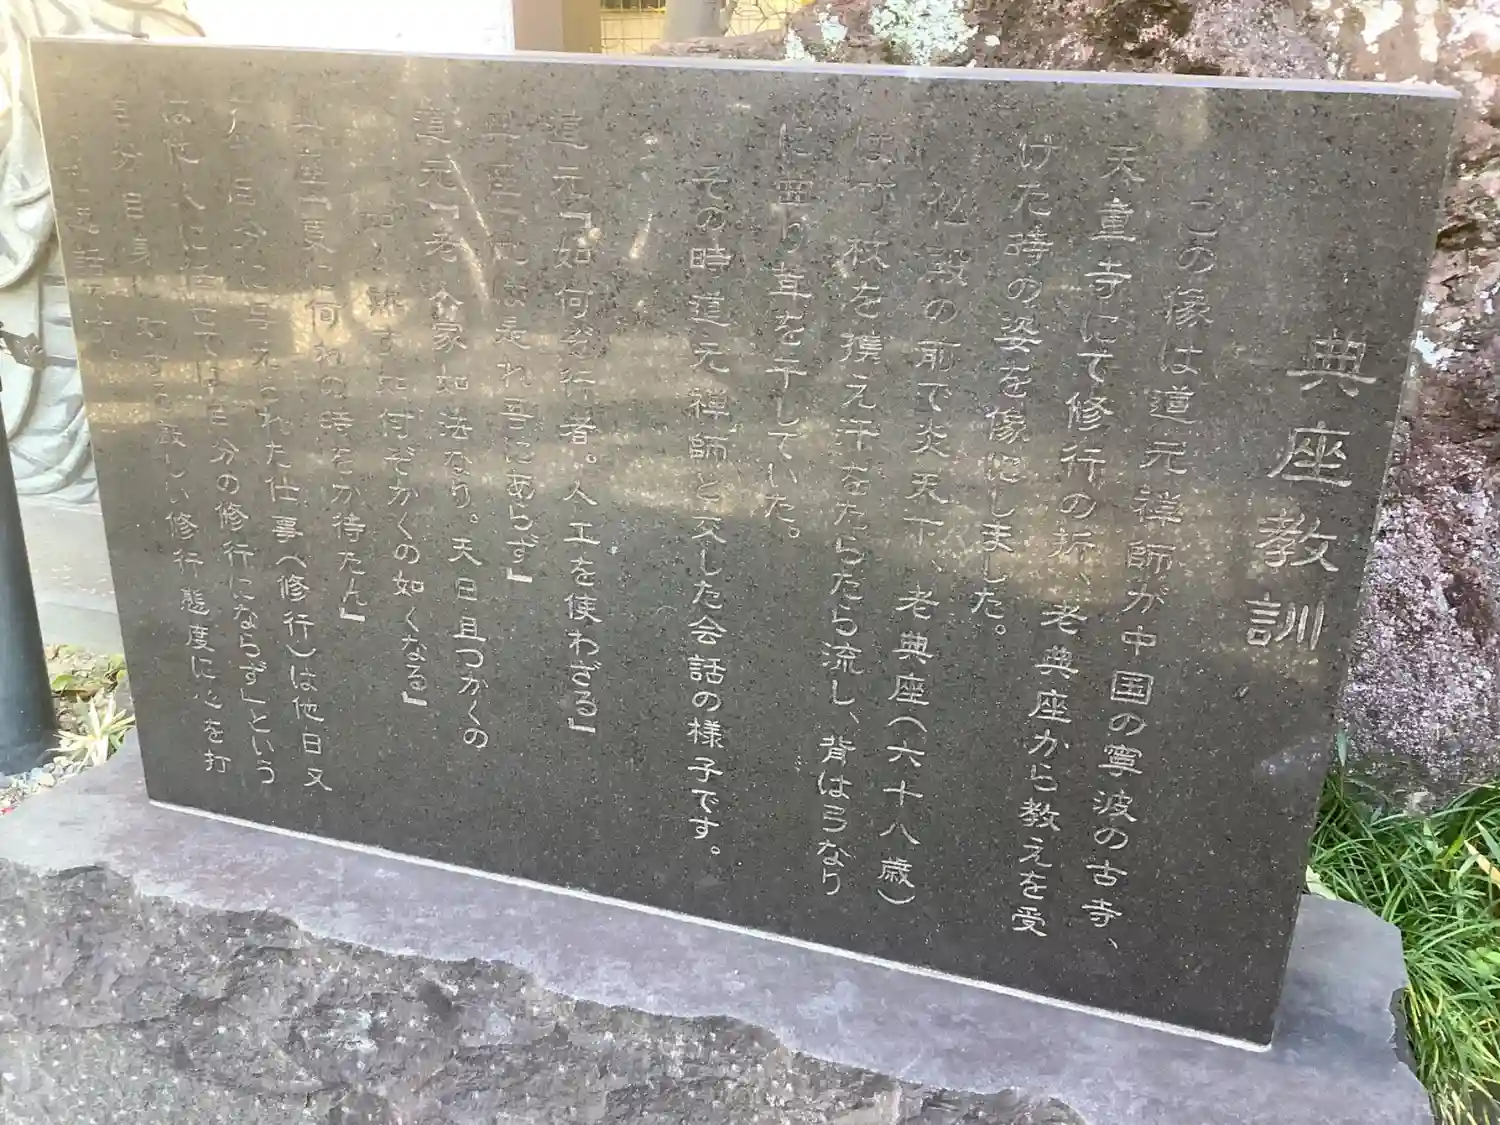 典座教訓
この像は道元禅師が中国の寧波の古寺、
天童寺にて修行の折、老典座から教えを受
けた時の姿を像にしました。
仏殿の前で炎天下、老典座(六十八歳)
は竹杖を携え汗をたらたら流し、背はうなり
に曲り茸を干していた。
その時道元禅師と交した会話の様子です。
道元『如何ぞ行者。人工を使わざる』
典座『他は是れ吾にあらず』
道元『老人家如法なり。天日且つかくの
如く熱す如何ぞかくの如くなる』
典座『更に何れの時をか待たん』
自分に与えられた仕事(修行)は他日又
は他人に任せては自分の修行にならず」という
自分自身に対する厳しい修行態度に心を打